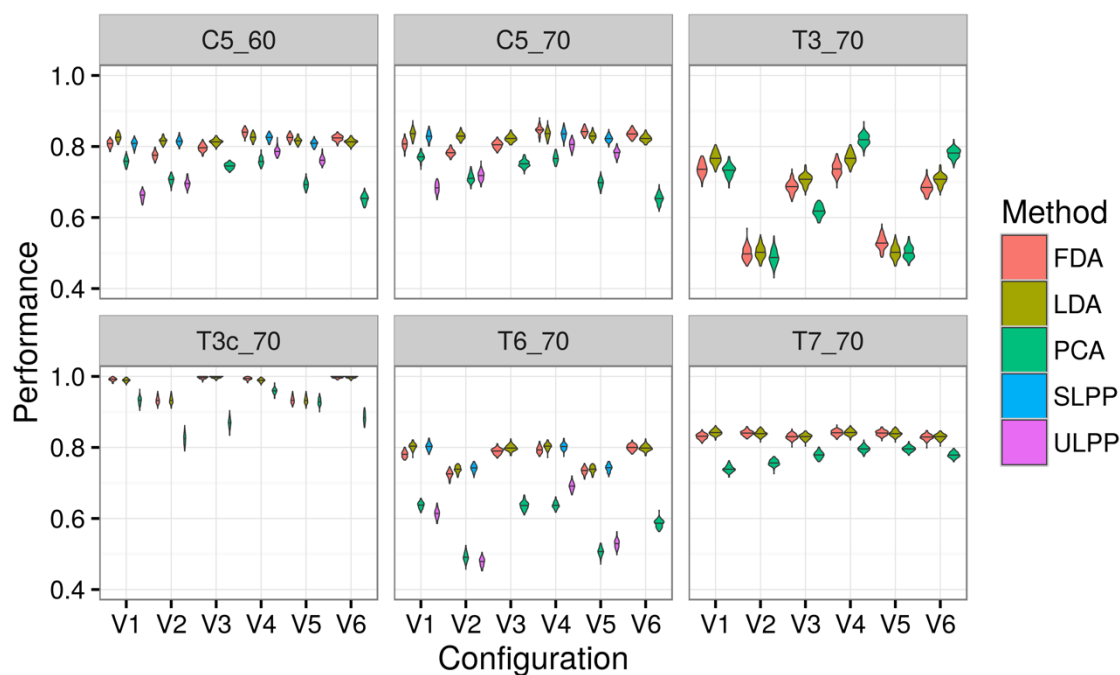 C5_60 C5_70 T3_70
1.0
0.8
0.6
0.4
T3c_70 T6_70 T7_70
1.0
0.8
0.6
0.4
V1 V2 V3 V4 V5 V6 V1 V2 V3 V4 V5 V6 V1 V2 V3 V4 V5 V6
Configuration
Performance
Method
FDA
LDA
PCA
SLPP
ULPP